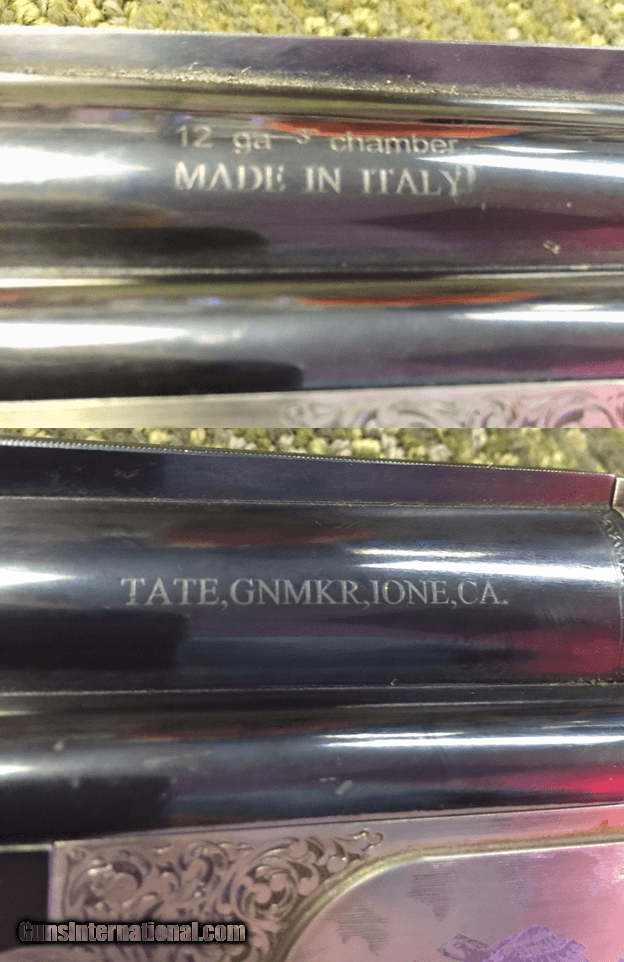 12 ga 3" chamber
MADE IN ITALY
TATE,GNMKR,IONE,CA.
GunsInternational.com